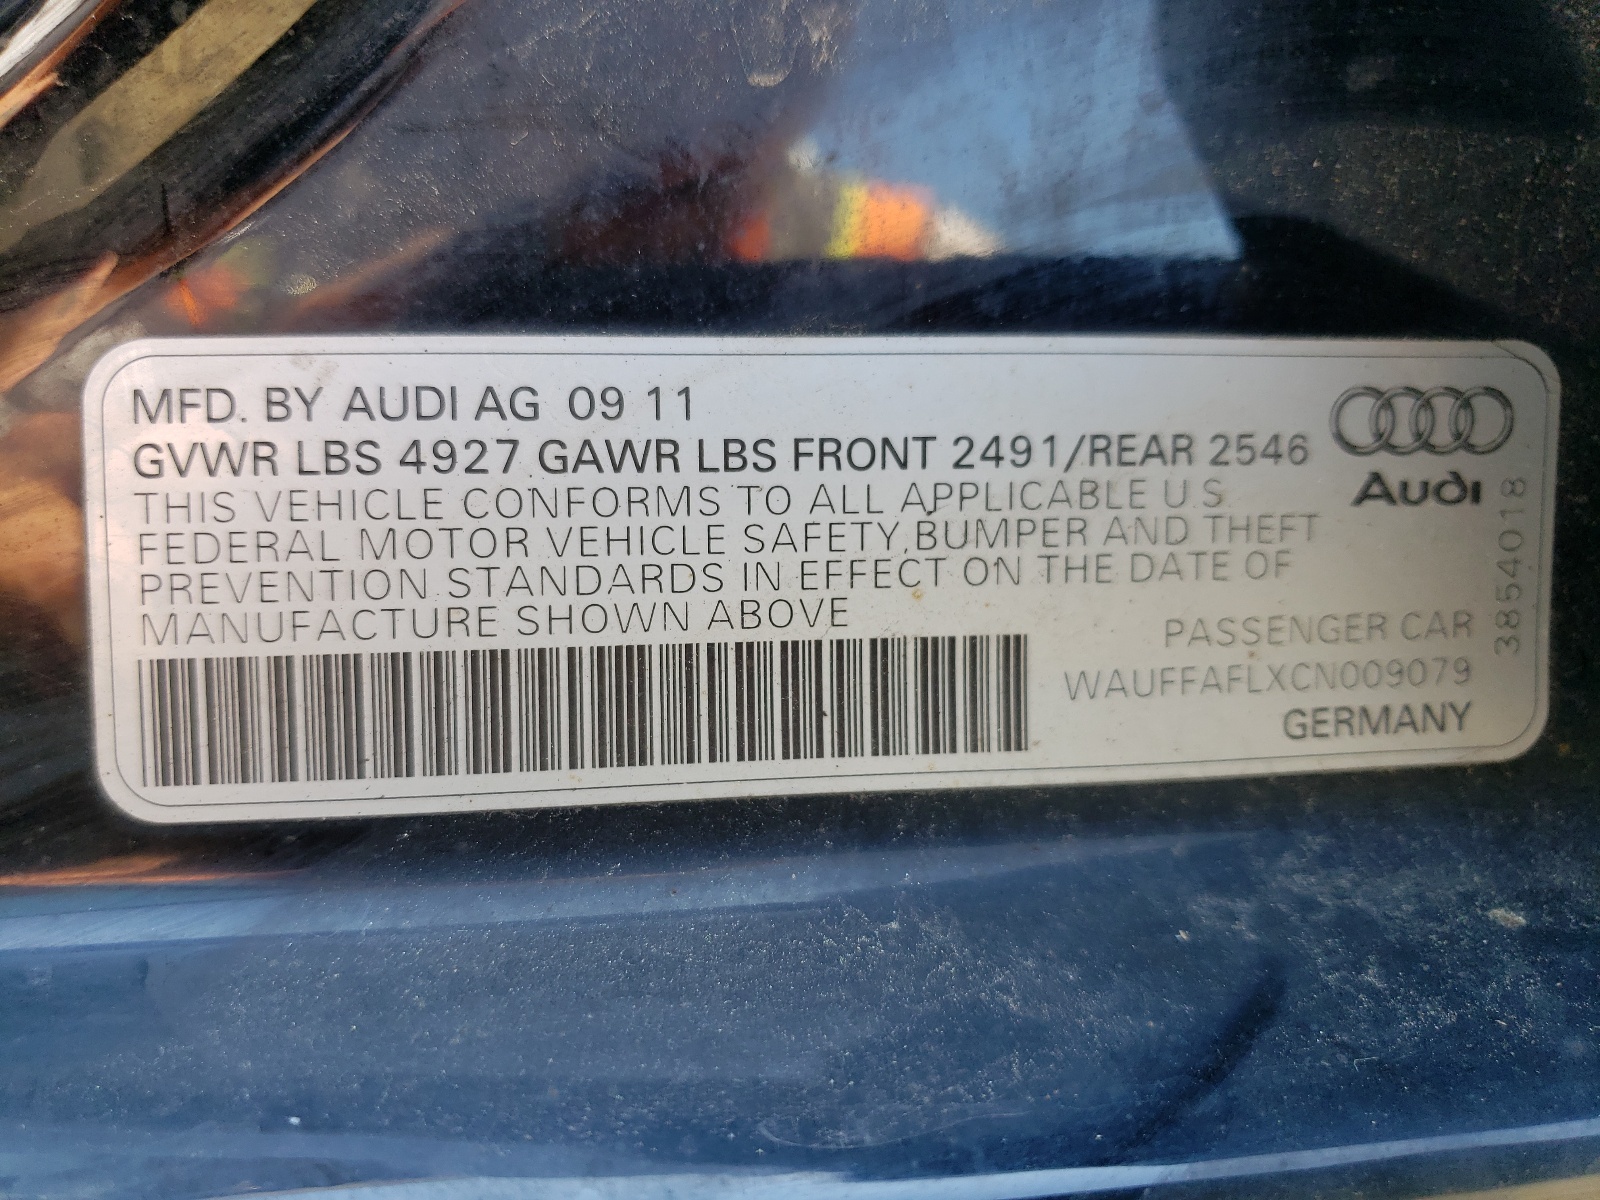 MFD. BY AUDI AG 09 11
GVWR LBS 4927 GAWR LBS FRONT 2491/REAR 2546
THIS VEHICLE CONFORMS TO ALL APPLICABLE U.S.
FEDERAL MOTOR VEHICLE SAFETY,BUMPER AND THEFT
PREVENTION STANDARDS IN EFFECT ON THE DATE OF
MANUFACTURE SHOWN ABOVE
Audi
PASSENGER CAR
WAUFFAFLXCN009079
GERMANY
3854018